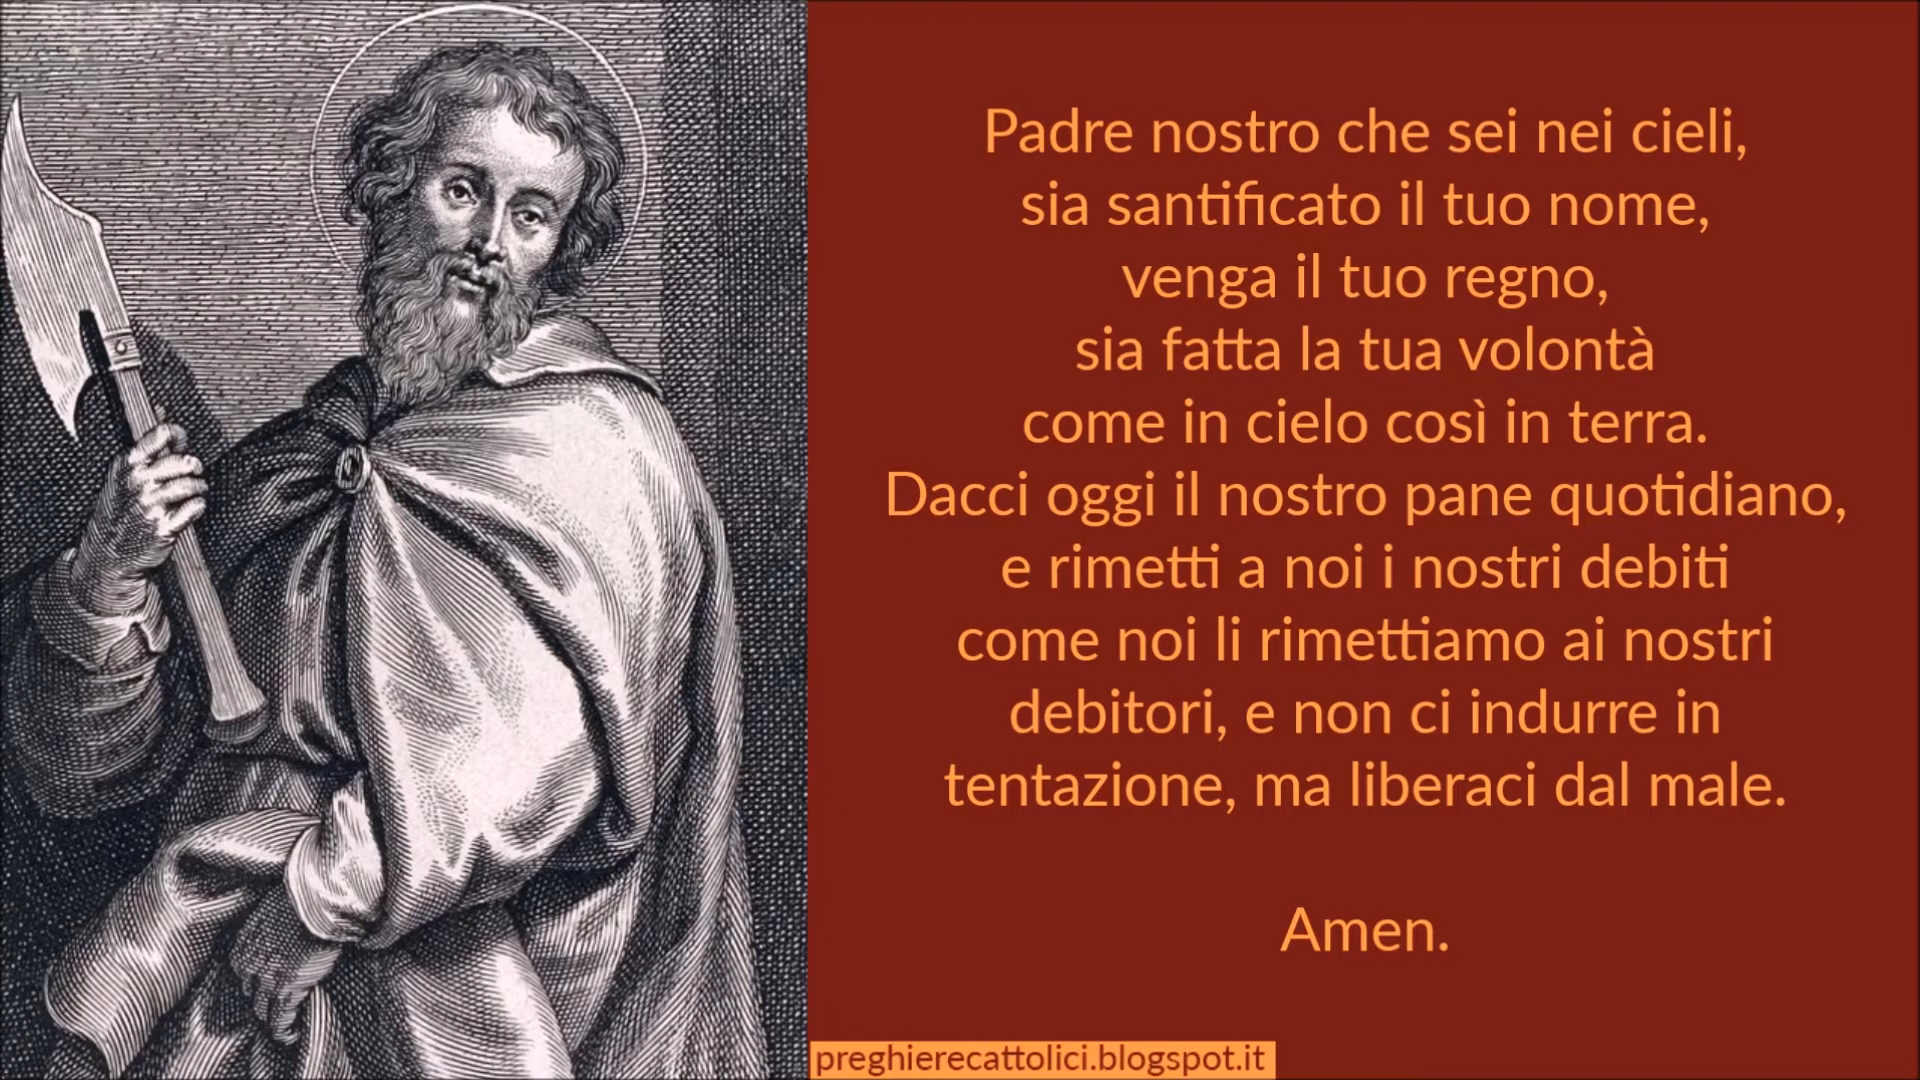 Padre nostro che sei nei cieli,
sia santificato il tuo nome,
venga il tuo regno,
sia fatta la tua volontà
come in cielo così in terra.
Dacci oggi il nostro pane quotidiano,
e rimetti a noi i nostri debiti
come noi li rimettiamo ai nostri
debitori, e non ci indurre in
tentazione, ma liberaci dal male.
Amen.
preghierecattolici.blogspot.it